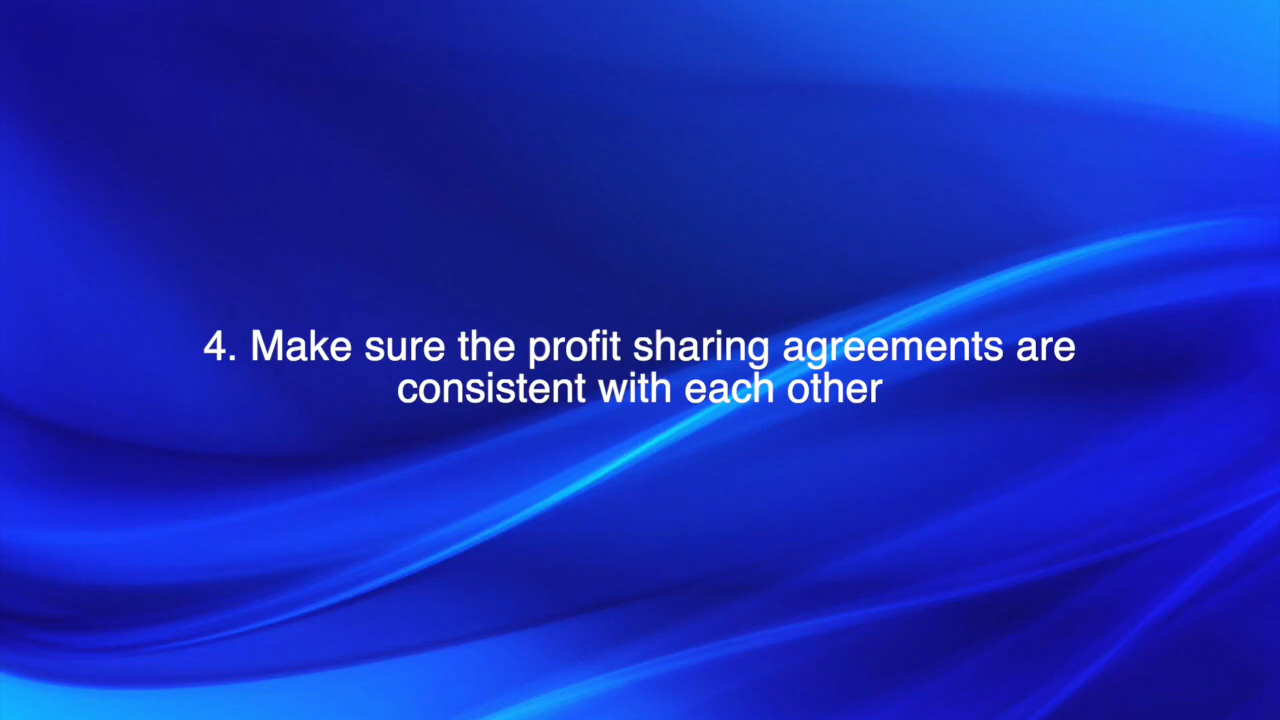 4. Make sure the profit sharing agreements are
consistent with each other